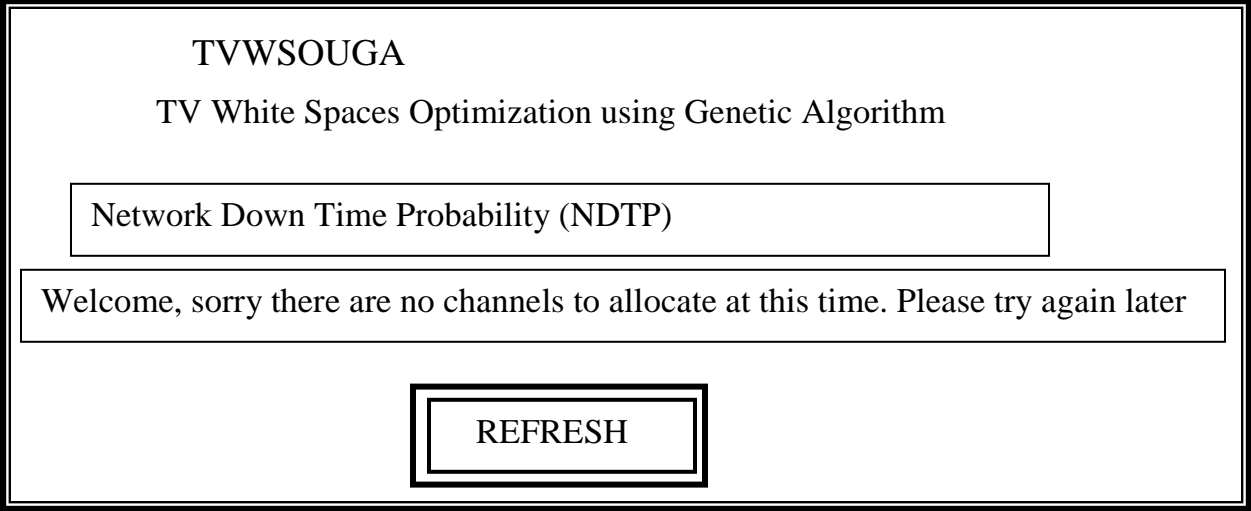 TVWSOUGA
TV White Spaces Optimization using Genetic Algorithm
Network Down Time Probability (NDTP)
Welcome, sorry there are no channels to allocate at this time. Please try again later
REFRESH